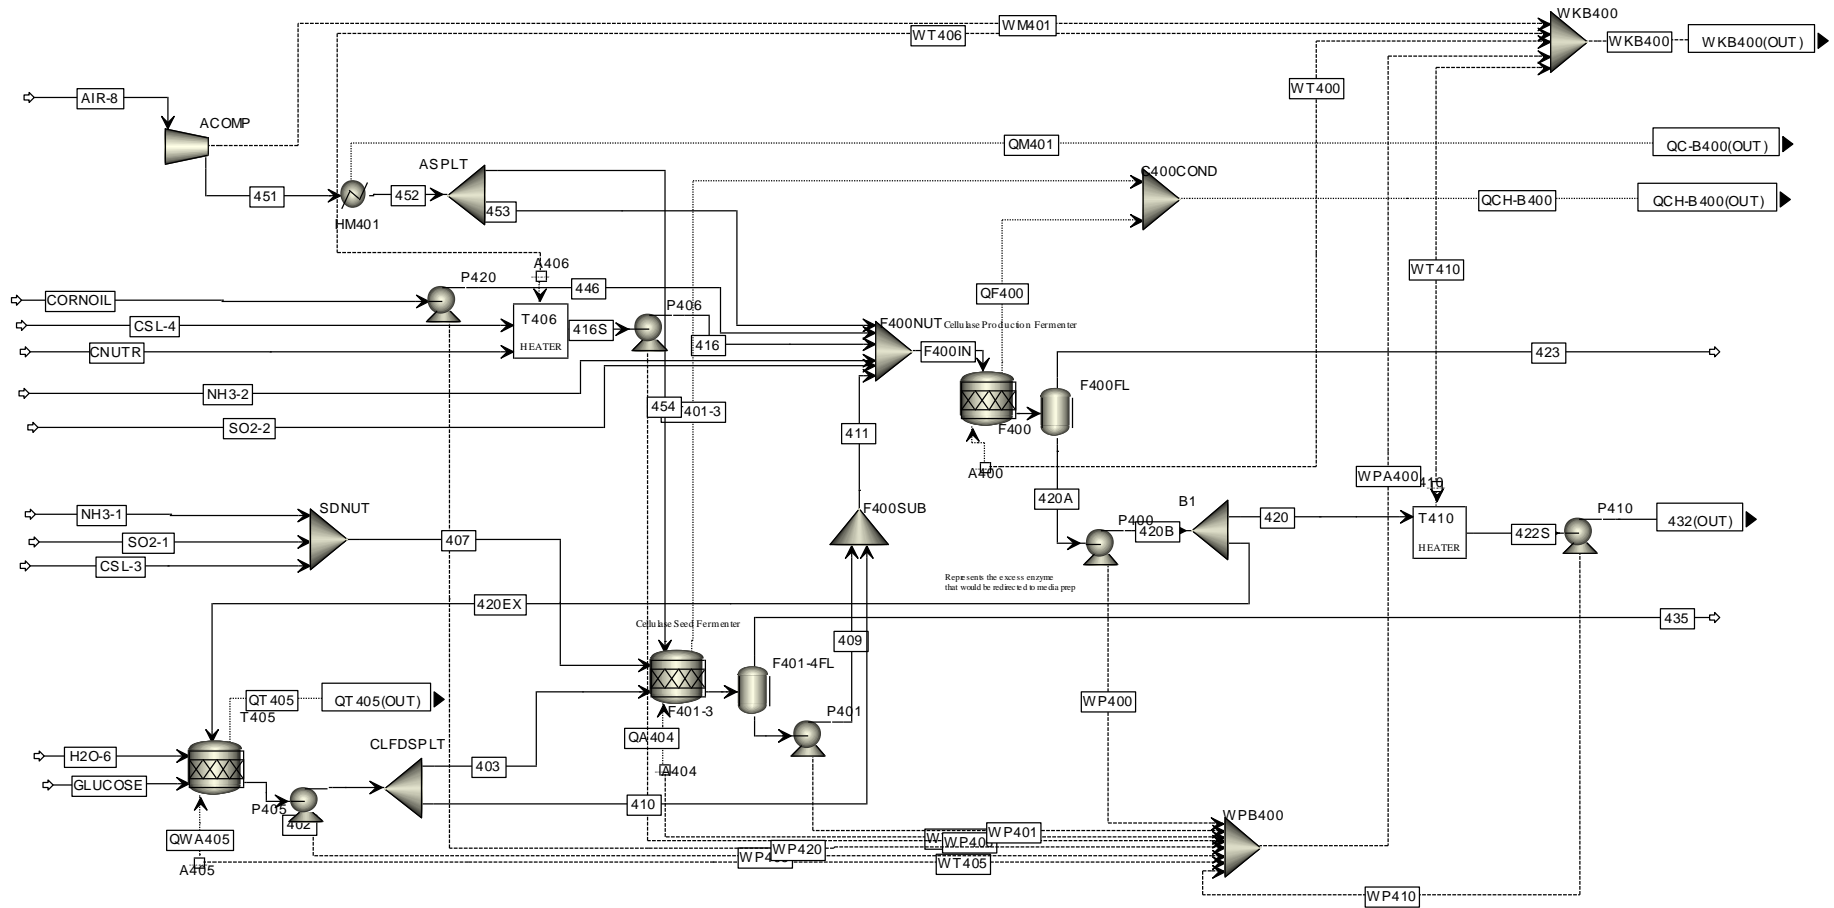 WKB400
WM401
WT406
WKB400
WKB400(OUT)
WT400
AIR-8
ACOMP
QM401
QC-B400(OUT)
ASPLT
C400COND
451
452
453
QCH-B400
QCH-B400(OUT)
HM401
A406
WT410
P420
446
QF400
CORNOIL
P406
T406
HEATER
CSL-4
416S
F400NUT
Cellulase Production Fermenter
416
CNUTR
F400IN
423
F400FL
NH3-2
454
401-3
SO2-2
F400
411
A400
WPA400
410
420A
B1
SDNUT
F400SUB
P410
NH3-1
P400
420
T410
432(OUT)
SO2-1
407
420B
422S
HEATER
CSL-3
Represents the excess enzyme
that would be redirected to media prep
420EX
Cellulase Seed Fermenter
409
435
F401-4FL
QT405
QT405(OUT)
WP400
T405
F401-3
P401
QA404
CLFDSPLT
H2O-6
403
A404
GLUCOSE
P405
410
402
WPB400
QWA405
WP401
WP420
WT405
A405
WP410